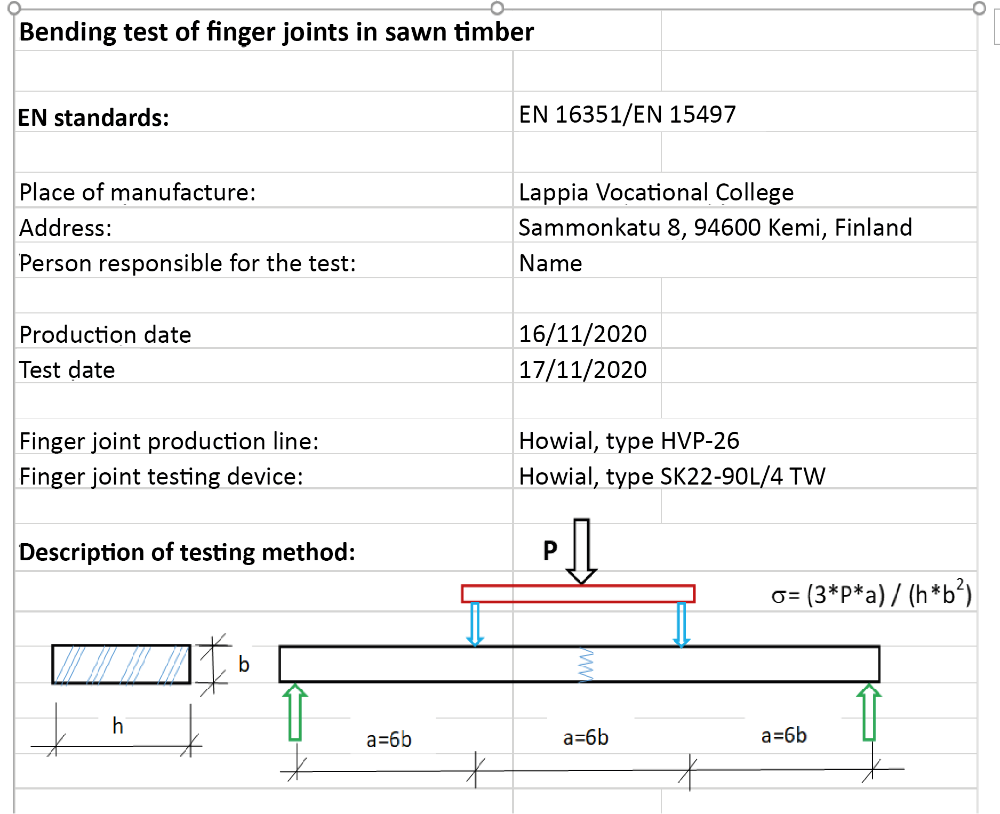 Bending test of finger joints in sawn timber
EN standards: EN 16351/EN 15497
Place of manufacture: Lappia Vocational College
Address: Sammonkatu 8, 94600 Kemi, Finland
Person responsible for the test: Name
Production date 16/11/2020
Test date 17/11/2020
Finger joint production line: Howial, type HVP-26
Finger joint testing device: Howial, type SK22-90L/4 TW
Description of testing method: P
σ= (3*P*a) / (h*b²)
b
h
a=6b a=6b a=6b